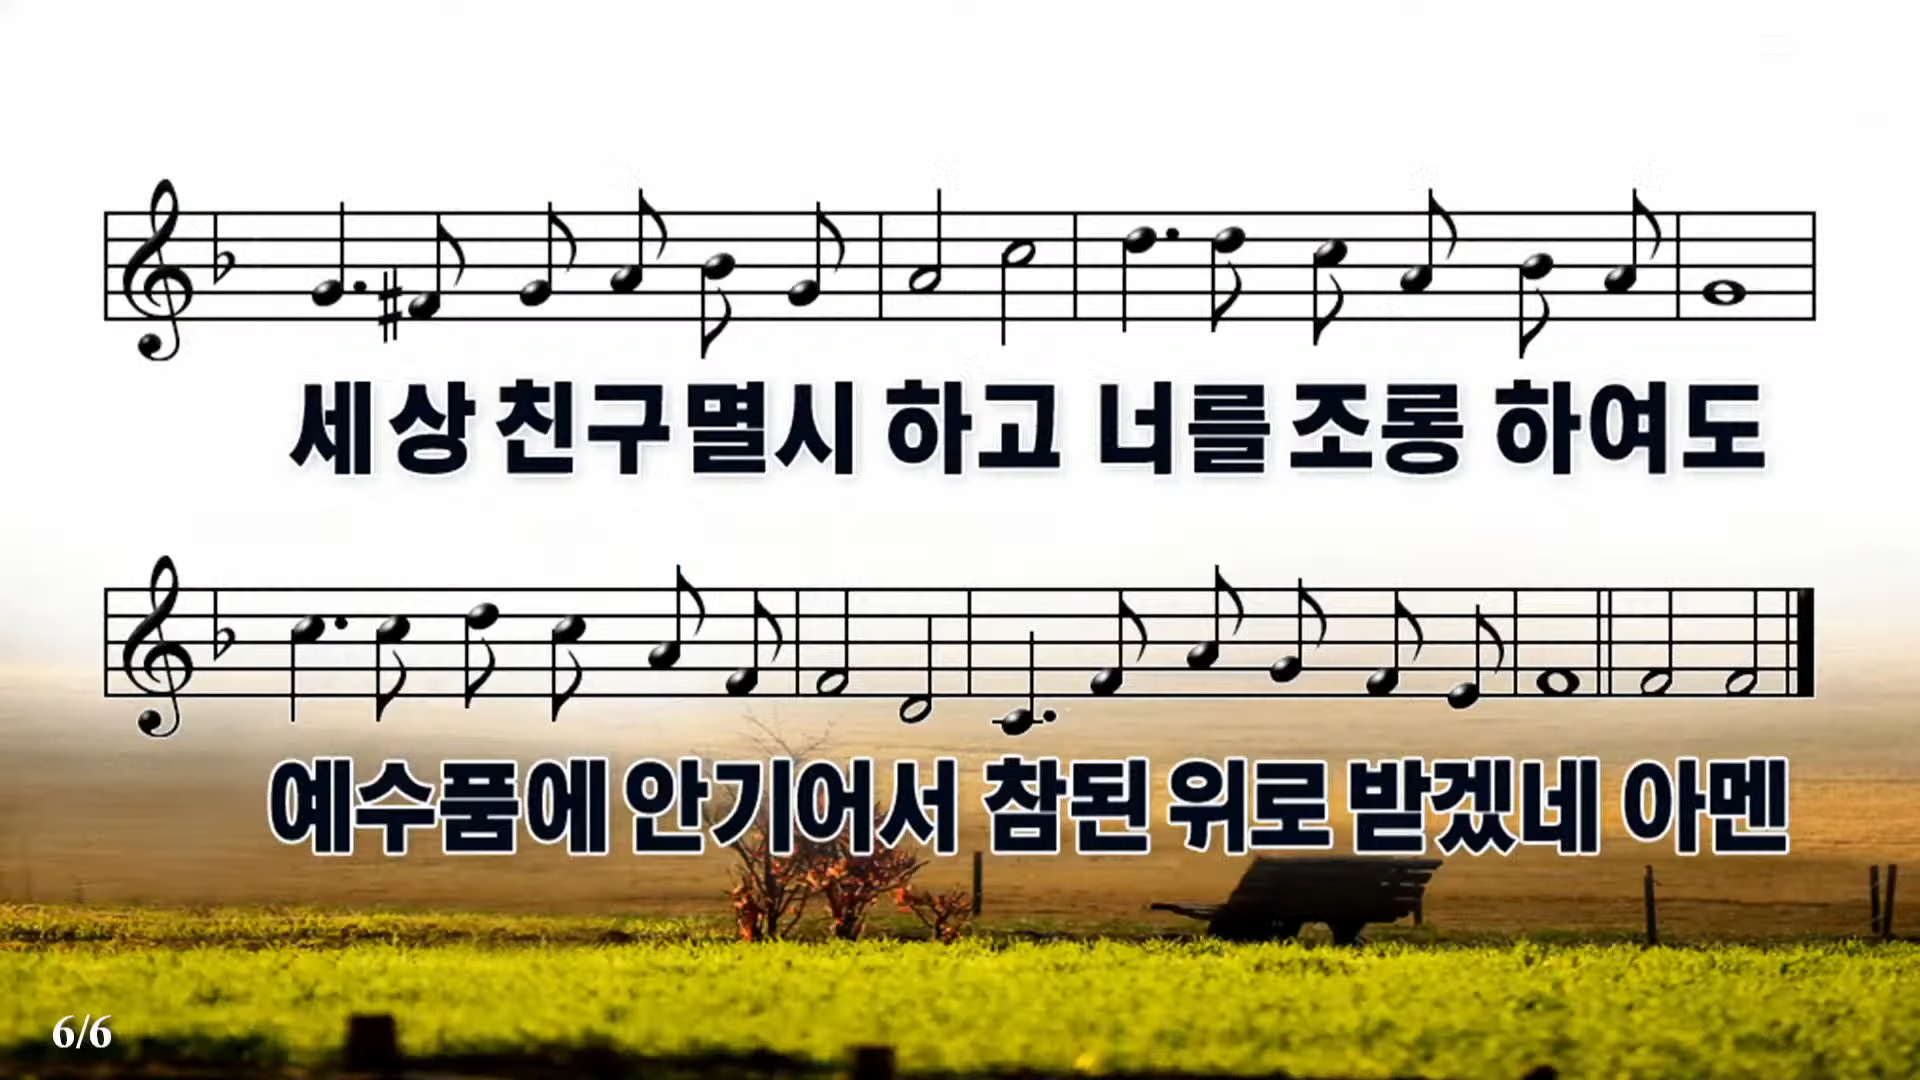 세상 친구 멸시 하고 너를 조롱 하여도
예수 품에 안기어서 참된 위로 받겠네 아멘
6/6